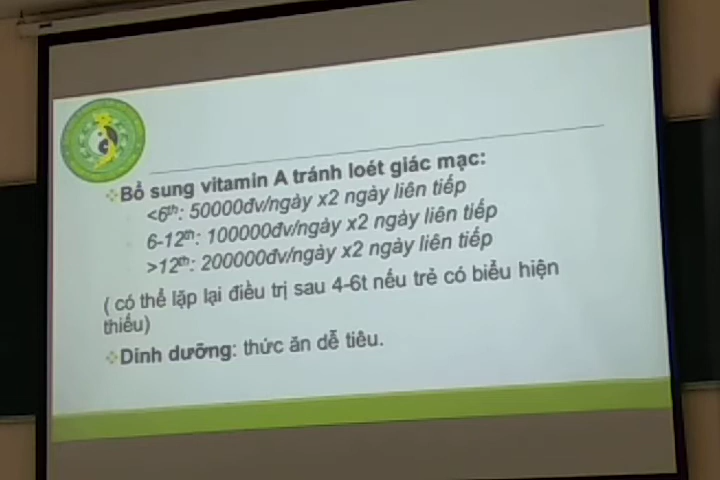 Bổ sung vitamin A tránh loét giác mạc:
<6th: 50000đv/ngày x2 ngày liên tiếp
6-12th: 100000đv/ngày x2 ngày liên tiếp
>12th: 200000đv/ngày x2 ngày liên tiếp
( có thể lặp lại điều trị sau 4-6t nếu trẻ có biểu hiện
thiếu)
Dinh dưỡng: thức ăn dễ tiêu.